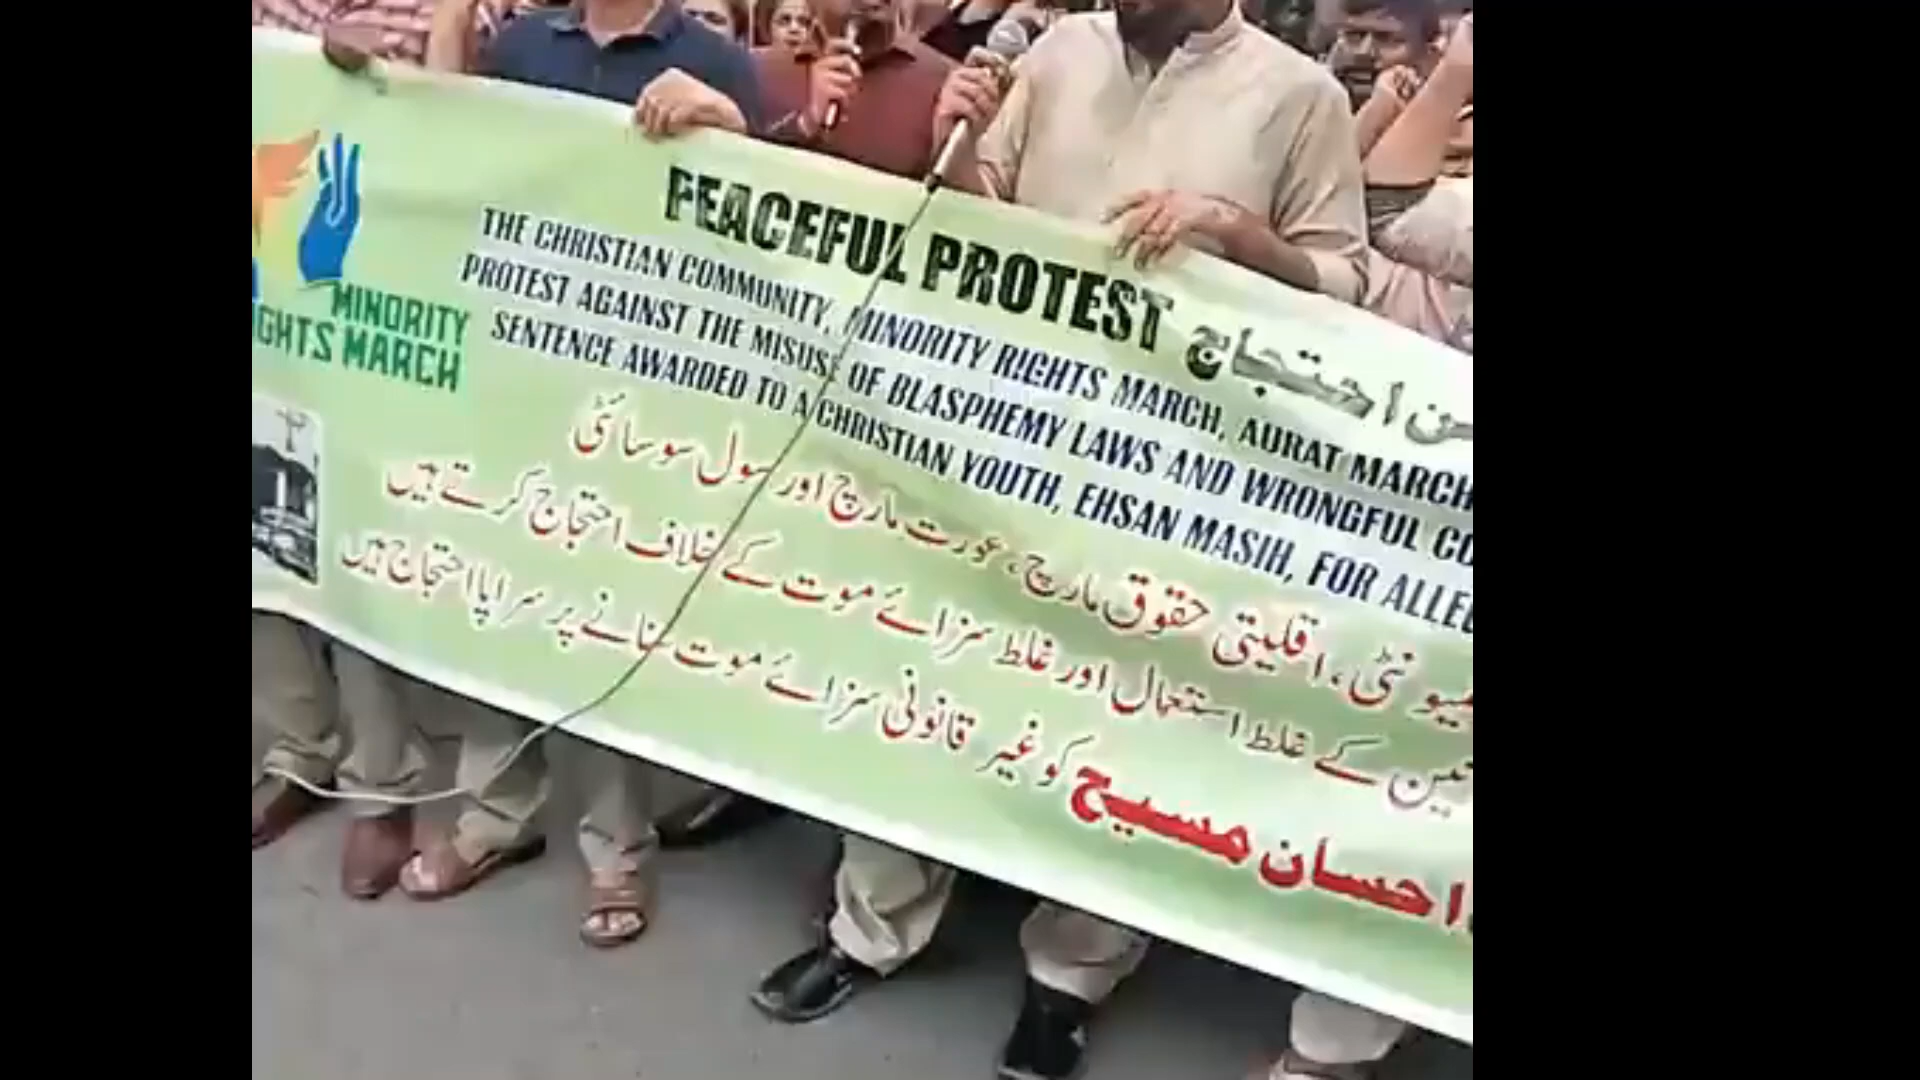 PEACEFUL PROTEST احتجاج
THE CHRISTIAN COMMUNITY, MINORITY RIGHTS MARCH, AURAT MARCH
PROTEST AGAINST THE MISUSE OF BLASPHEMY LAWS AND WRONGFUL
SENTENCE AWARDED TO A CHRISTIAN YOUTH, EHSAN MASIH, FOR
MINORITY
MARCH
اقلیتی حقوق مارچ، عورت مارچ اور سول سوسائٹی
کے غلط استعمال اور غلط سزائے موت کے خلاف احتجاج کرتے ہیں
احسان مسیح کو غیر قانونی سزائے موت سنانے پر سراپا احتجاج ہیں